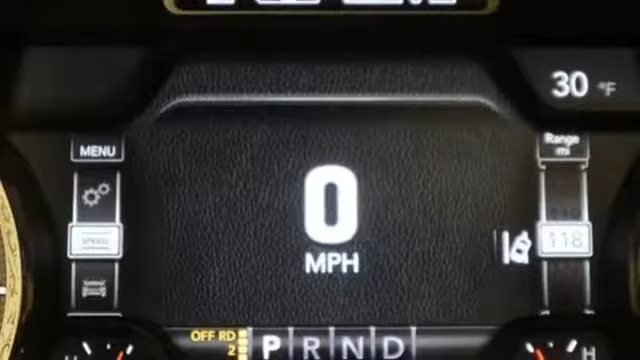 30 °F
MENU
Range
mi
SPEED
0
MPH
118
OFF RD
2
P R N D
H